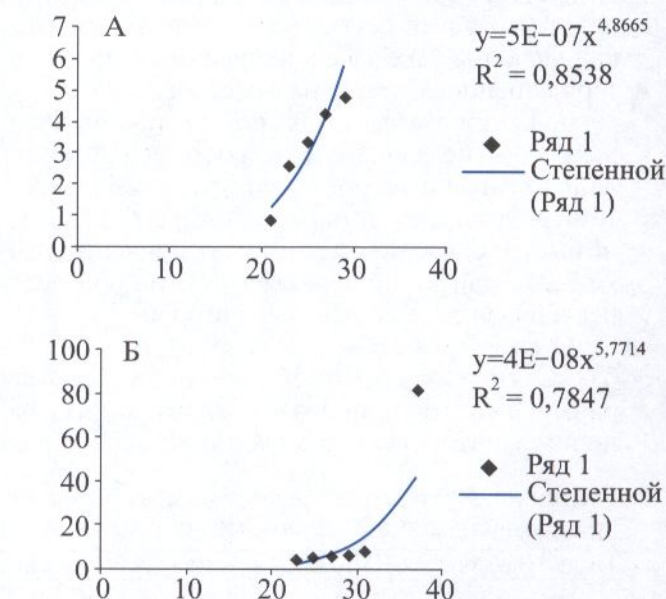 А
7
6
5
4
3
2
1
0
0 10 20 30 40
y=5E−07x^4,8665
R² = 0,8538
Ряд 1
Степенной
(Ряд 1)
Б
100
80
60
40
20
0
0 10 20 30 40
y=4E−08x^5,7714
R² = 0,7847
Ряд 1
Степенной
(Ряд 1)